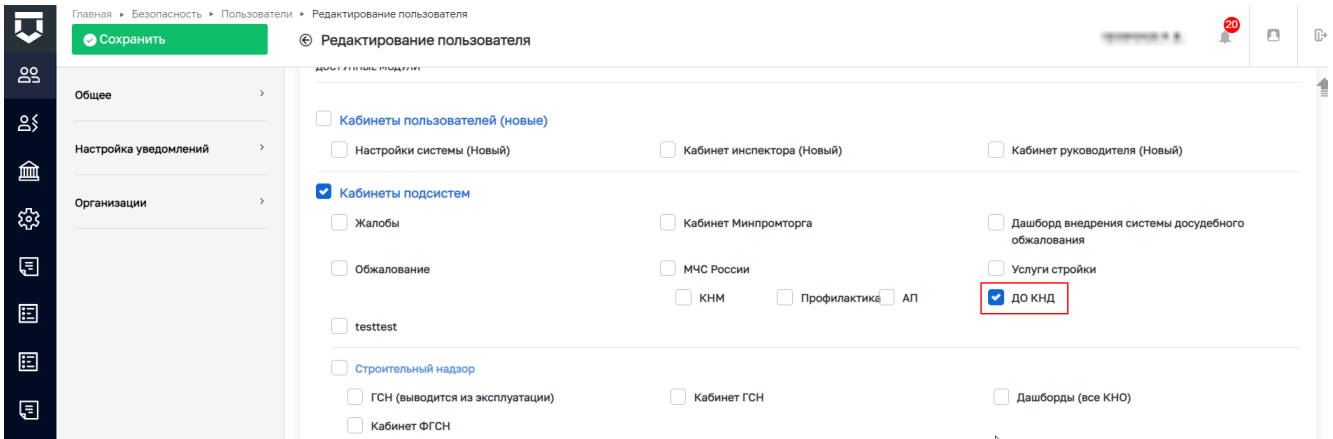 Главная ▸ Безопасность ▸ Пользователи ▸ Редактирование пользователя
Сохранить
Редактирование пользователя
20
ДОСТУПНЫЕ МОДУЛИ
Общее
Настройка уведомлений
Организации
Кабинеты пользователей (новые)
Настройки системы (Новый) Кабинет инспектора (Новый) Кабинет руководителя (Новый)
Кабинеты подсистем
Жалобы Кабинет Минпромторга Дашборд внедрения системы досудебного
обжалования
Обжалование МЧС России Услуги стройки
КНМ Профилактика АП ДО КНД
testtest
Строительный надзор
ГСН (выводится из эксплуатации) Кабинет ГСН Дашборды (все КНО)
Кабинет ФГСН